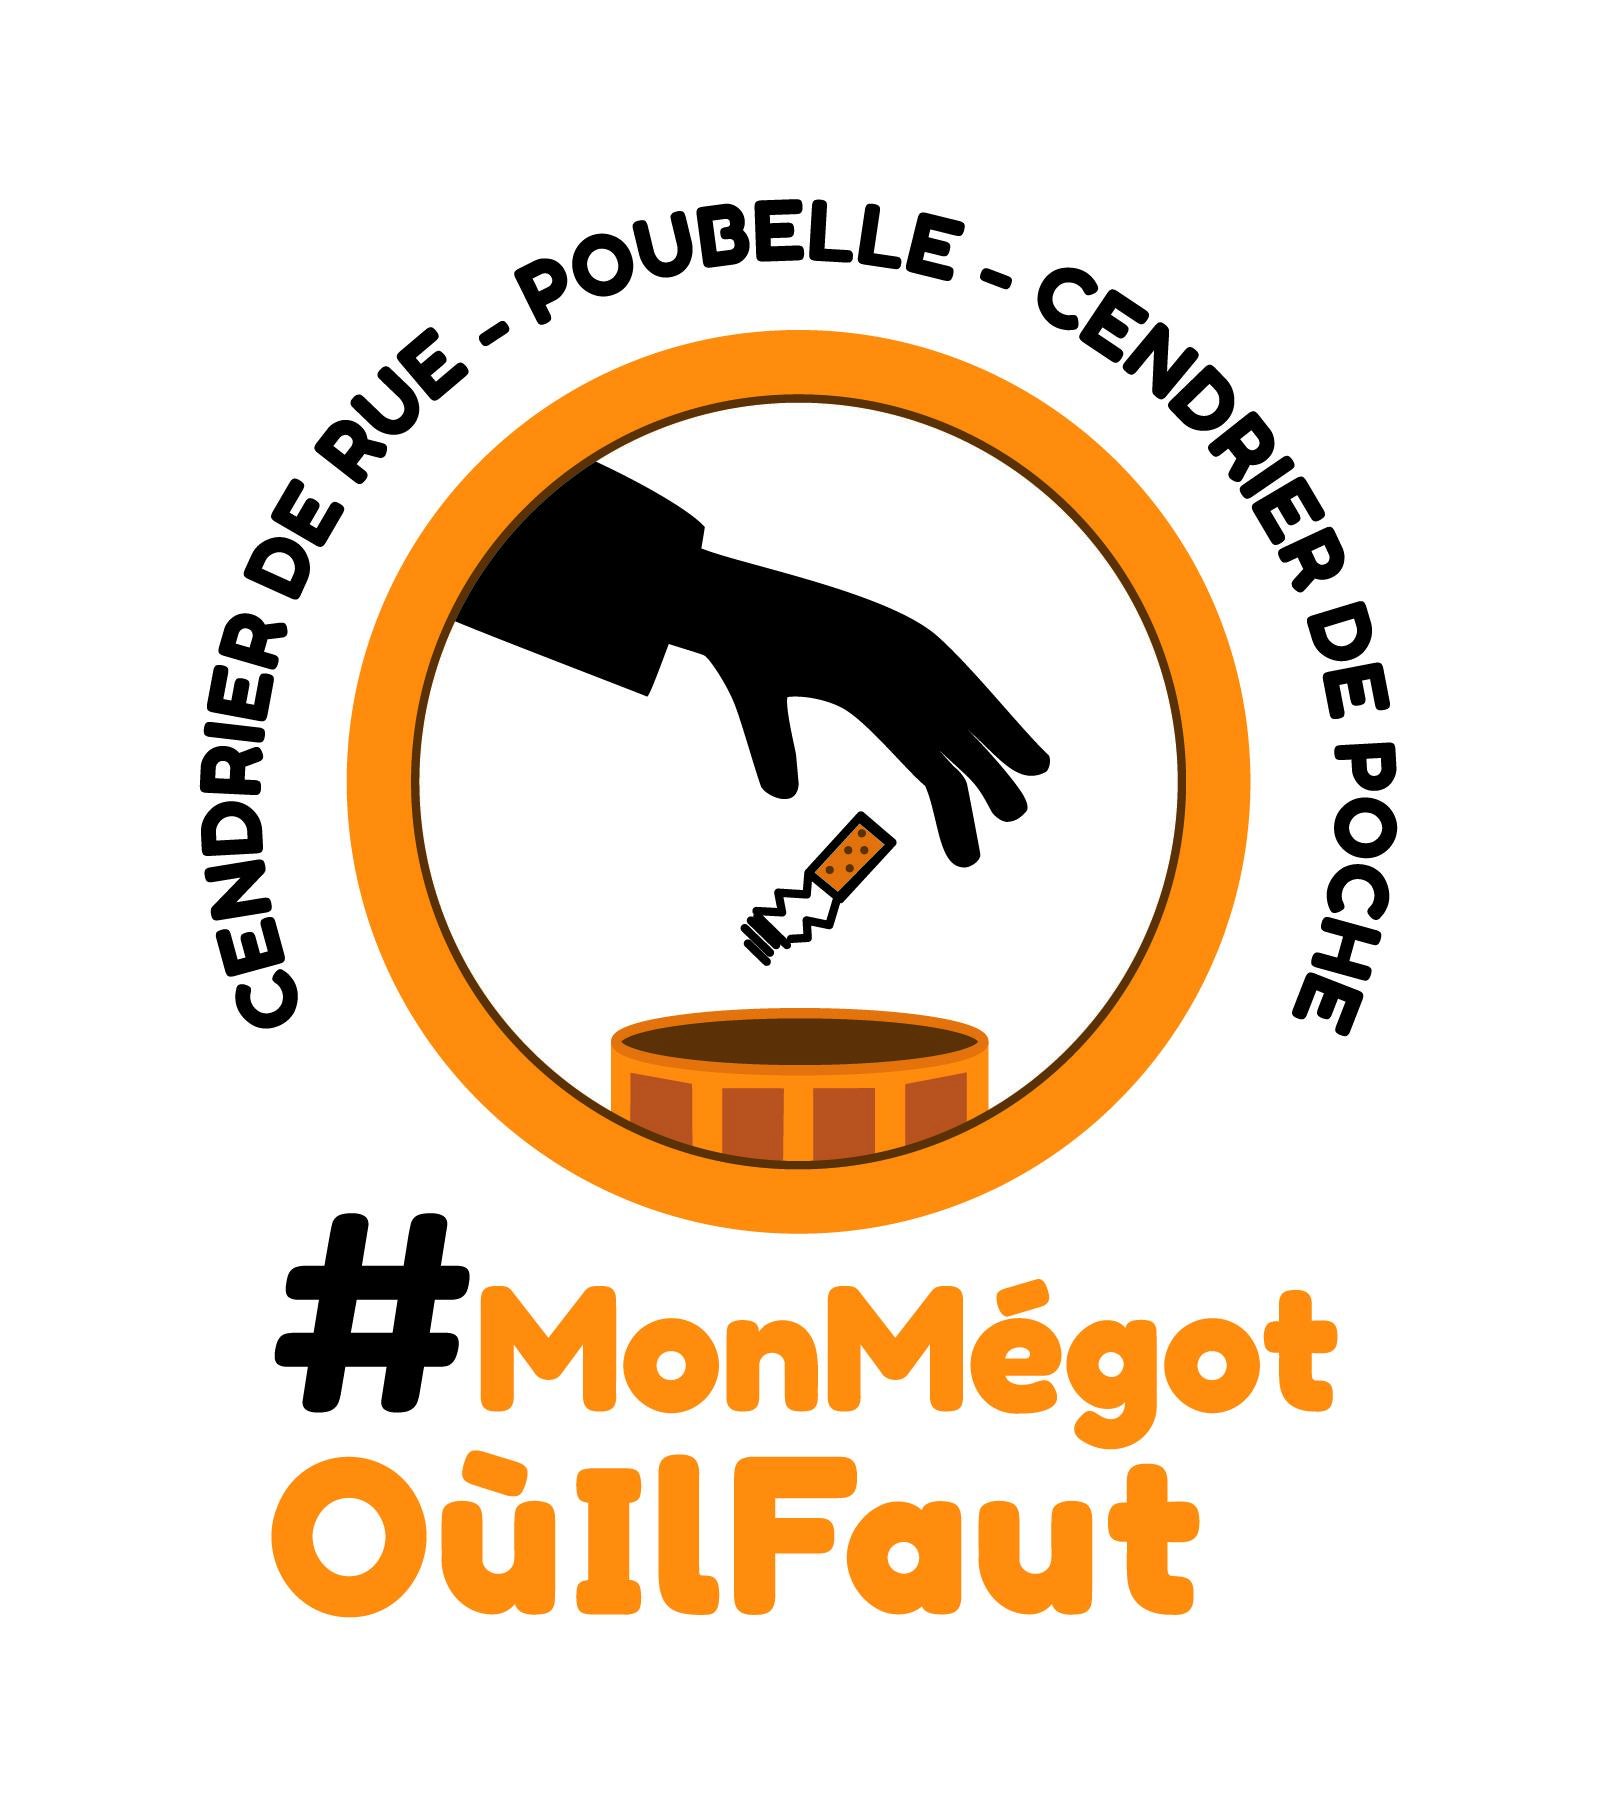 CENDRIER DE RUE - POUBELLE - CENDRIER DE POCHE
#MonMégot
OùIlFaut